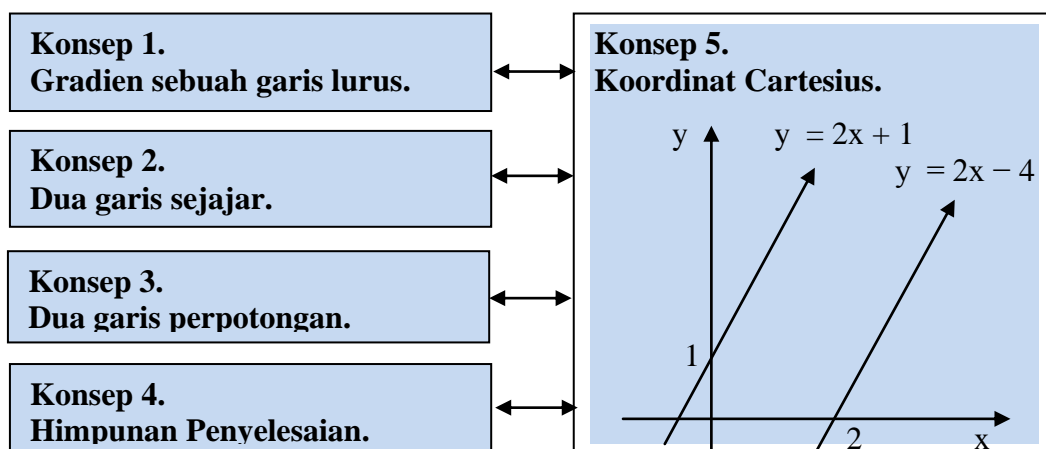 Konsep 1.
Gradien sebuah garis lurus.
Konsep 2.
Dua garis sejajar.
Konsep 3.
Dua garis perpotongan.
Konsep 4.
Himpunan Penyelesaian.
Konsep 5.
Koordinat Cartesius.
y
y = 2x + 1
y = 2x − 4
1
2
x